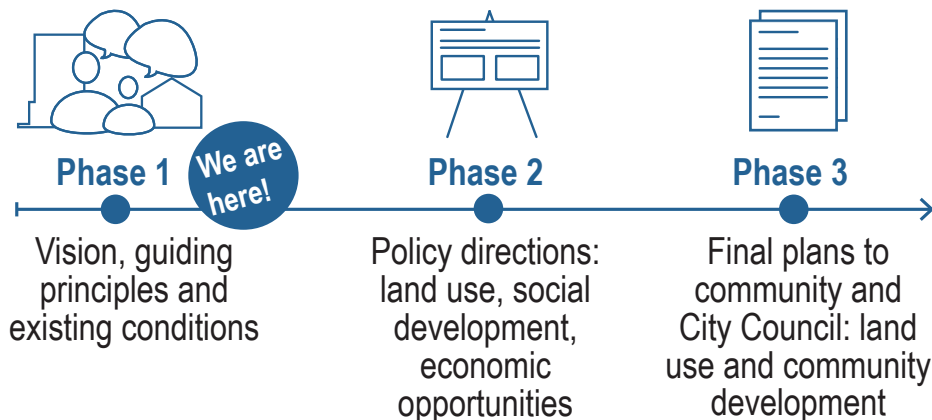 Phase 1
We are
here!
Phase 2
Phase 3
Vision, guiding
principles and
existing conditions
Policy directions:
land use, social
development,
economic
opportunities
Final plans to
community and
City Council: land
use and community
development